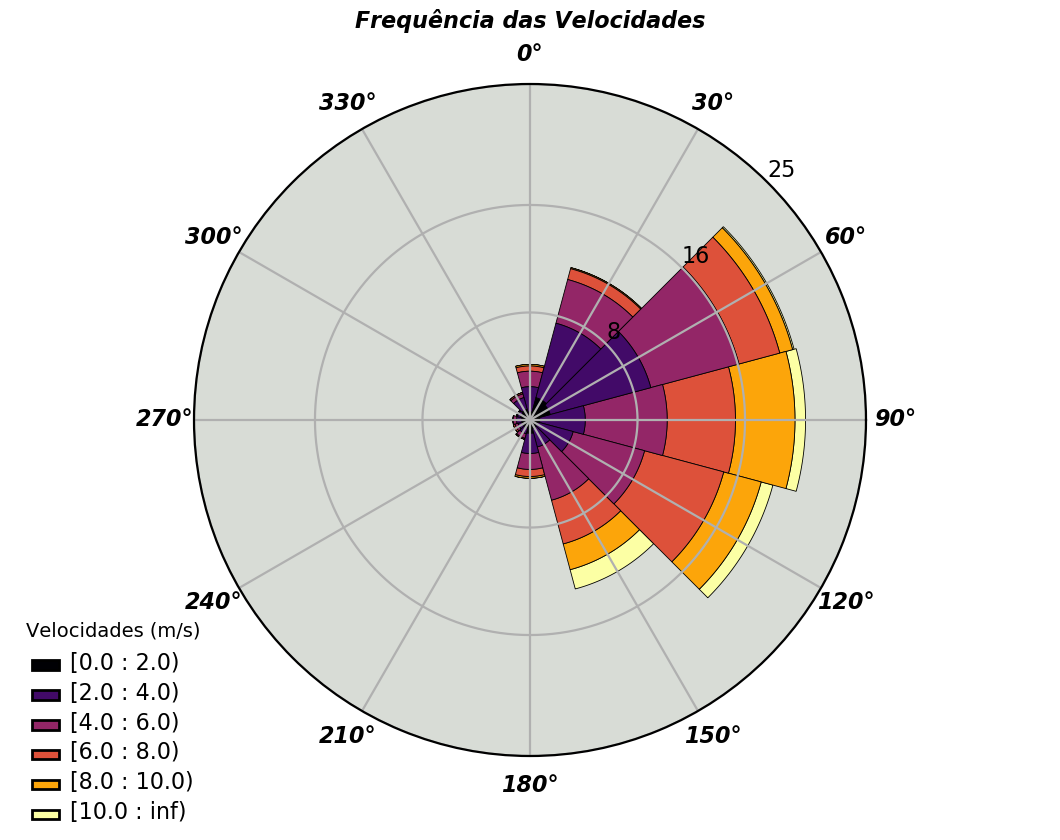 Frequência das Velocidades
0°
330°
30°
25
300°
60°
16
8
270°
90°
240°
120°
210°
150°
180°
Velocidades (m/s)
[0.0 : 2.0)
[2.0 : 4.0)
[4.0 : 6.0)
[6.0 : 8.0)
[8.0 : 10.0)
[10.0 : inf)